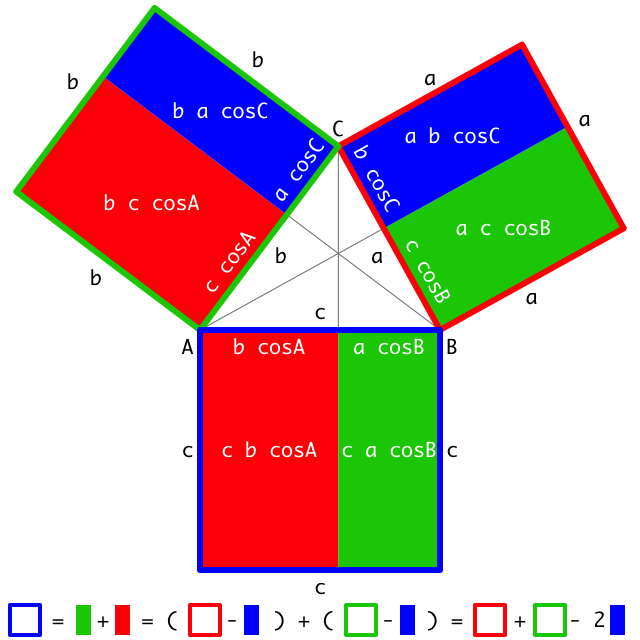 b
b
a
C
b a cosC
a b cosC
a
a cosC
b cosC
b c cosA
a c cosB
c cosA
c cosB
b
a
b
a
c
A
b cosA
a cosB
B
c
c b cosA
c a cosB
c
c
= + = ( - ) + ( - ) = + - 2